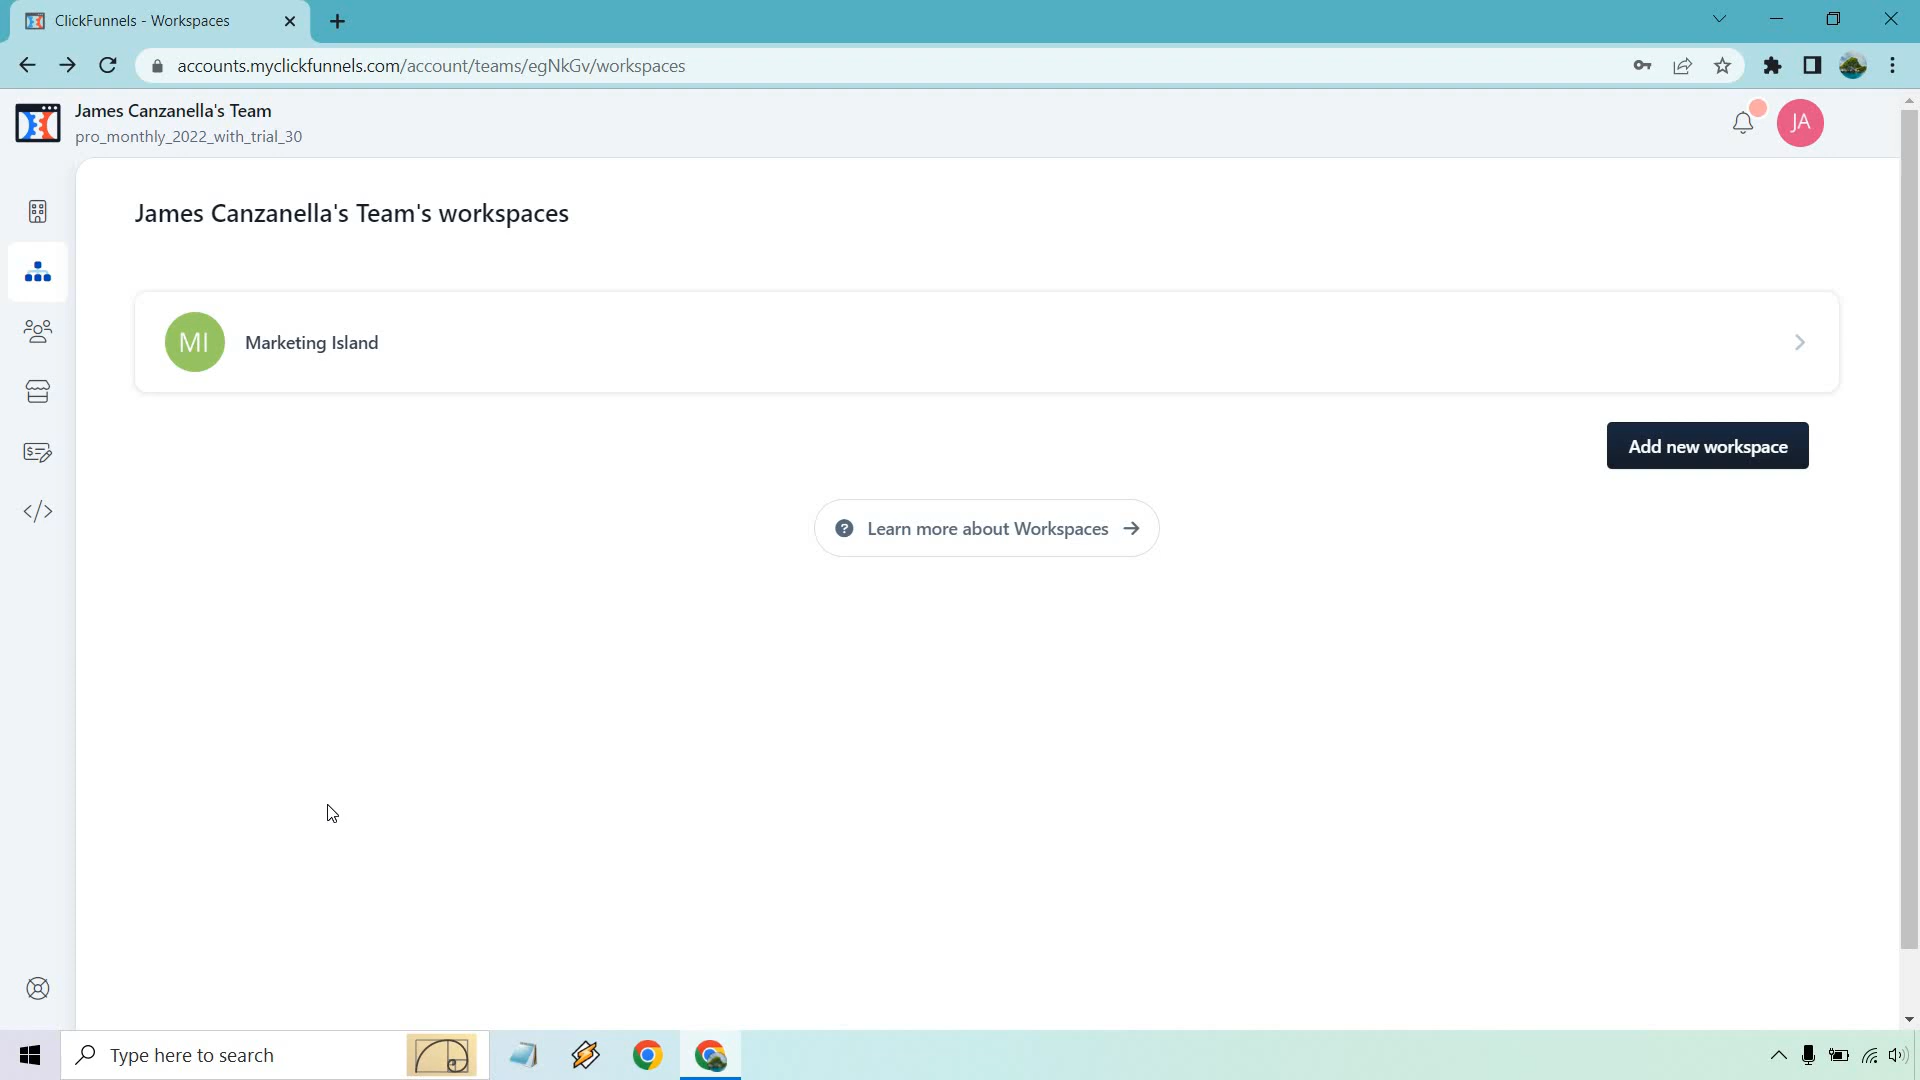 ClickFunnels - Workspaces
accounts.myclickfunnels.com/account/teams/egNkGv/workspaces
James Canzanella's Team
pro_monthly_2022_with_trial_30
JA
James Canzanella's Team's workspaces
MI
Marketing Island
Add new workspace
? Learn more about Workspaces
Type here to search